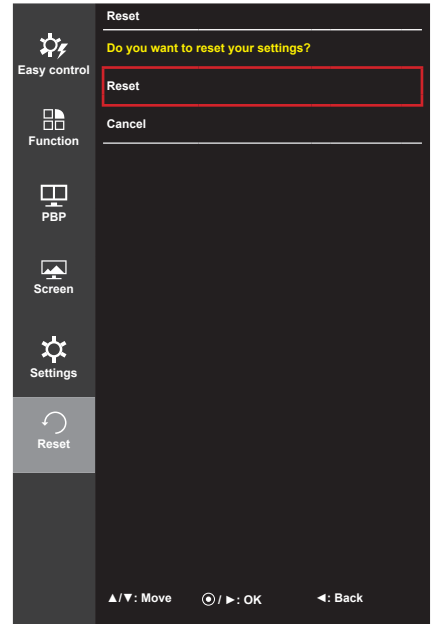 Reset
Do you want to reset your settings?
Reset
Cancel
Easy control
Function
PBP
Screen
Settings
Reset
▲/▼: Move
/ ►: OK
◄: Back